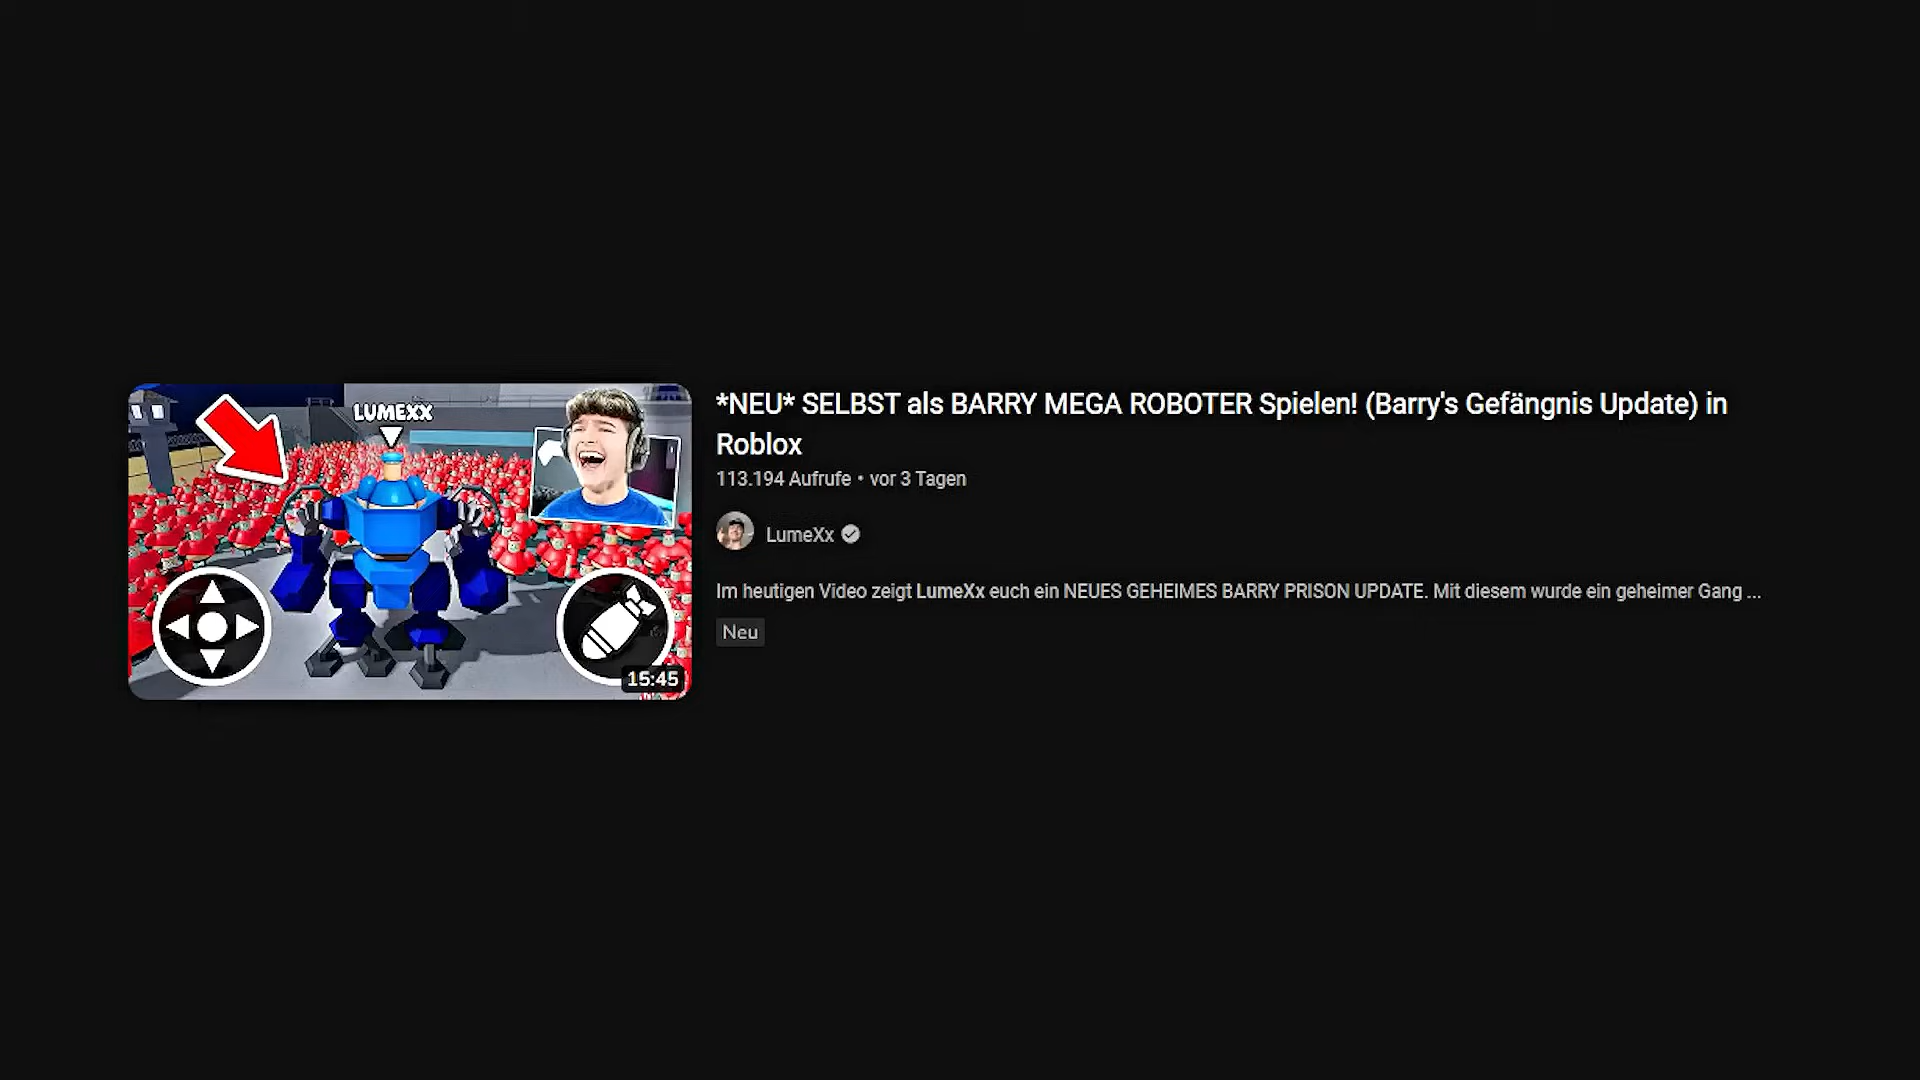 LUMEXX
15:45
*NEU* SELBST als BARRY MEGA ROBOTER Spielen! (Barry's Gefängnis Update) in
Roblox
113.194 Aufrufe • vor 3 Tagen
LumeXx
Im heutigen Video zeigt LumeXx euch ein NEUES GEHEIMES BARRY PRISON UPDATE. Mit diesem wurde ein geheimer Gang ...
Neu